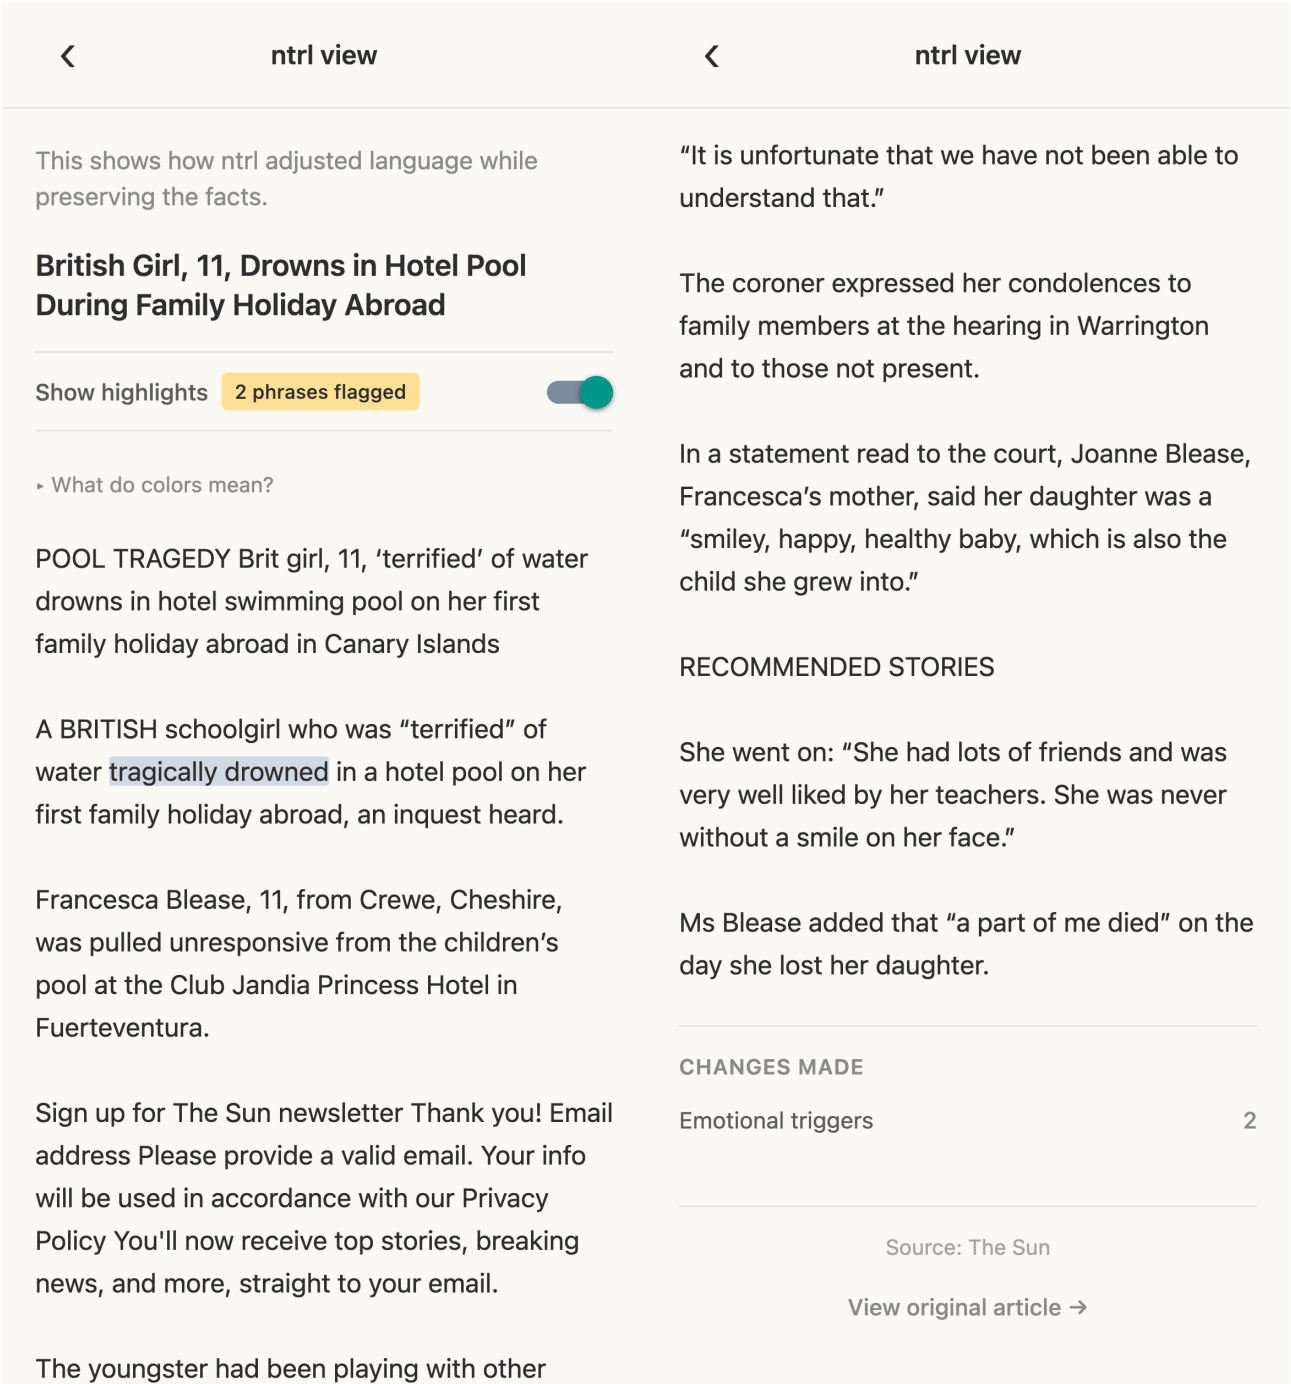 ntrl view
This shows how ntrl adjusted language while
preserving the facts.
British Girl, 11, Drowns in Hotel Pool
During Family Holiday Abroad
Show highlights 2 phrases flagged
▸ What do colors mean?
POOL TRAGEDY Brit girl, 11, ‘terrified’ of water
drowns in hotel swimming pool on her first
family holiday abroad in Canary Islands
A BRITISH schoolgirl who was “terrified” of
water tragically drowned in a hotel pool on her
first family holiday abroad, an inquest heard.
Francesca Blease, 11, from Crewe, Cheshire,
was pulled unresponsive from the children’s
pool at the Club Jandia Princess Hotel in
Fuerteventura.
Sign up for The Sun newsletter Thank you! Email
address Please provide a valid email. Your info
will be used in accordance with our Privacy
Policy You'll now receive top stories, breaking
news, and more, straight to your email.
The youngster had been playing with other
ntrl view
“It is unfortunate that we have not been able to
understand that.”
The coroner expressed her condolences to
family members at the hearing in Warrington
and to those not present.
In a statement read to the court, Joanne Blease,
Francesca’s mother, said her daughter was a
“smiley, happy, healthy baby, which is also the
child she grew into.”
RECOMMENDED STORIES
She went on: “She had lots of friends and was
very well liked by her teachers. She was never
without a smile on her face.”
Ms Blease added that “a part of me died” on the
day she lost her daughter.
CHANGES MADE
Emotional triggers 2
Source: The Sun
View original article →